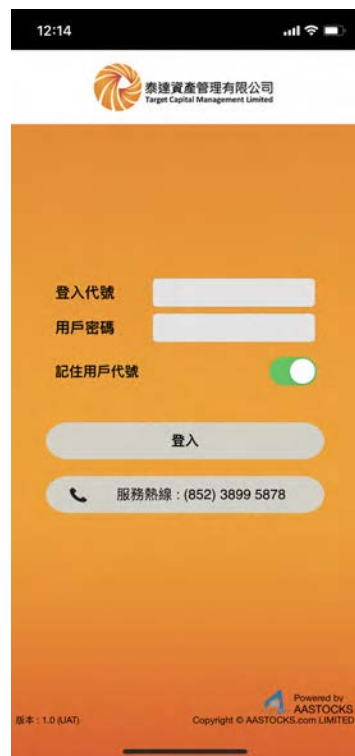 12:14
泰達資產管理有限公司
Target Capital Management Limited
登入代號
用戶密碼
記住用戶代號
登入
服務熱線 : (852) 3899 5878
Powered by
AASTOCKS
版本 : 1.0 (UAT)
Copyright © AASTOCKS.com LIMITED